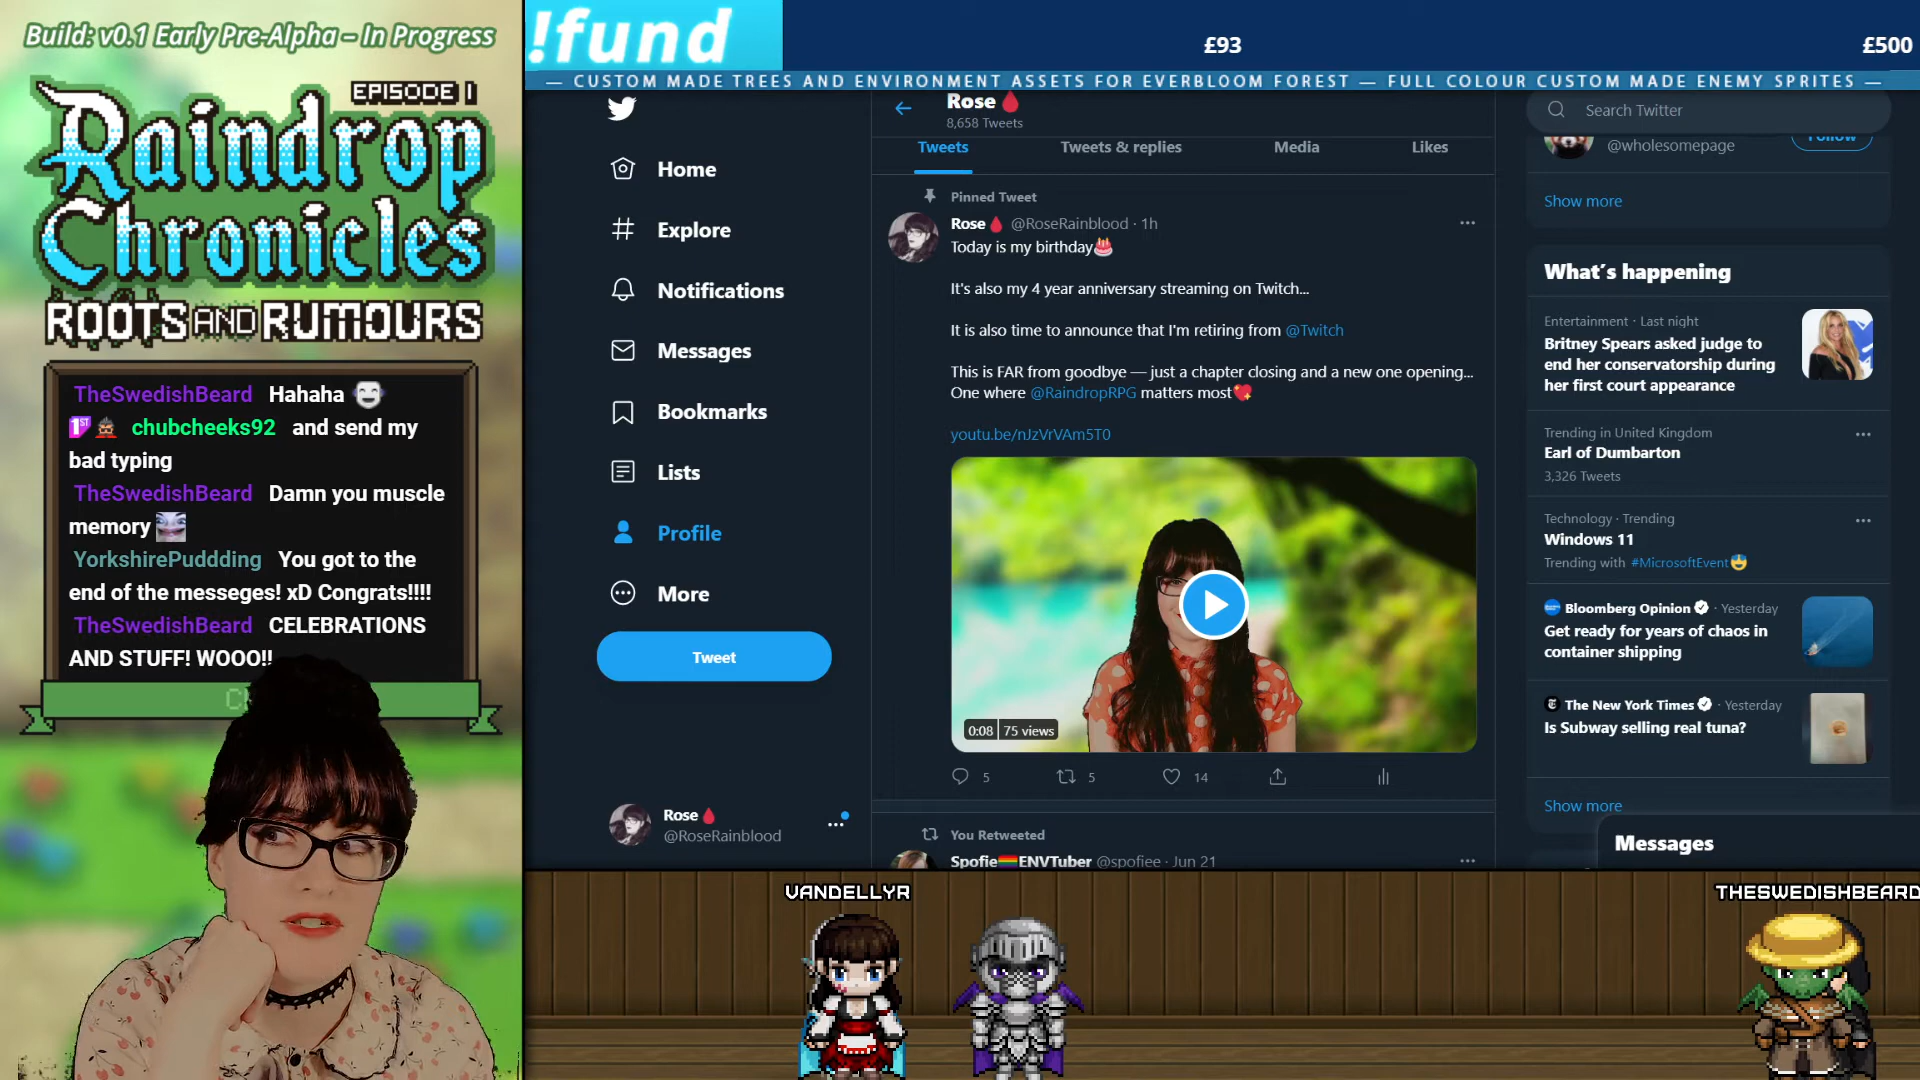 Build: v0.1 Early Pre-Alpha – In Progress
EPISODE I
Raindrop
Chronicles
ROOTS AND RUMOURS
TheSwedishBeard Hahaha
1ST chubcheeks92 and send my
bad typing
TheSwedishBeard Damn you muscle
memory
YorkshirePuddding You got to the
end of the messeges! xD Congrats!!!!
TheSwedishBeard CELEBRATIONS
AND STUFF! WOOO!!
!fund
£93
£500
— CUSTOM MADE TREES AND ENVIRONMENT ASSETS FOR EVERBLOOM FOREST — FULL COLOUR CUSTOM MADE ENEMY SPRITES —
Home
Explore
Notifications
Messages
Bookmarks
Lists
Profile
More
Tweet
Rose
@RoseRainblood
Rose
8,658 Tweets
Tweets
Tweets & replies
Media
Likes
Pinned Tweet
Rose @RoseRainblood · 1h
Today is my birthday
It's also my 4 year anniversary streaming on Twitch...
It is also time to announce that I'm retiring from @Twitch
This is FAR from goodbye — just a chapter closing and a new one opening...
One where @RaindropRPG matters most
youtu.be/nJzVrVAm5T0
0:08 75 views
5
5
14
You Retweeted
Spofie ENVTuber @spofiee · Jun 21
Search Twitter
@wholesomepage
Follow
Show more
What's happening
Entertainment · Last night
Britney Spears asked judge to
end her conservatorship during
her first court appearance
Trending in United Kingdom
Earl of Dumbarton
3,326 Tweets
Technology · Trending
Windows 11
Trending with #MicrosoftEvent
Bloomberg Opinion · Yesterday
Get ready for years of chaos in
container shipping
The New York Times · Yesterday
Is Subway selling real tuna?
Show more
Messages
VANDELLYR
THESWEDISHBEARD